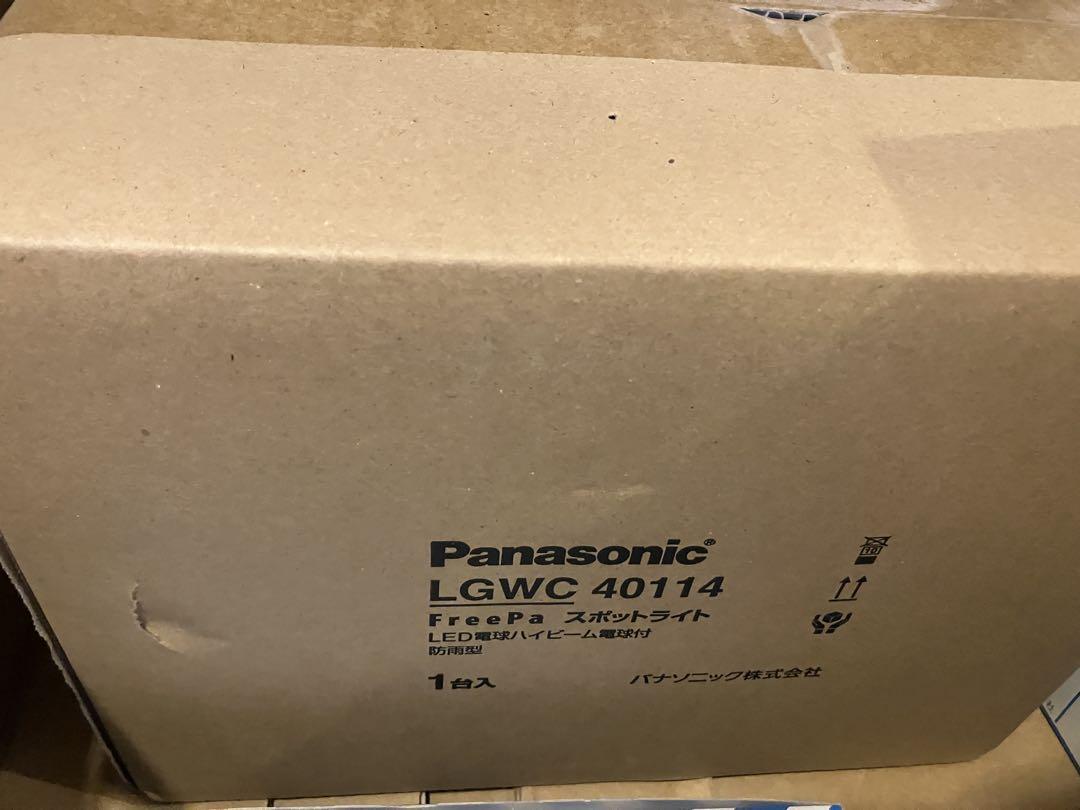 Panasonic®
LGWC 40114
FreePa スポットライト
LED電球ハイビーム電球付
防雨型
1台入
パナソニック株式会社